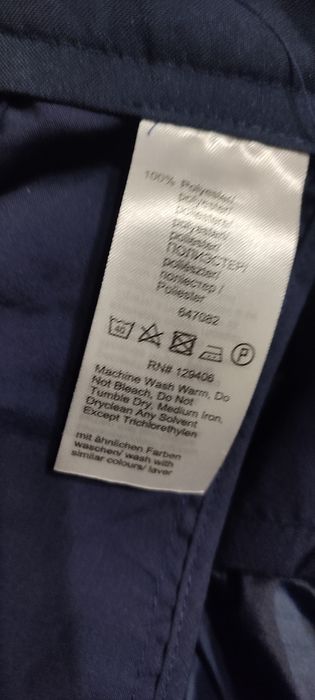 100% Polyester/
polyester/
poliestere/
polyester/
poliester/
ПОЛИЭСТЕР/
poliészter/
полиестер /
Poliester
647082
40
P
RN# 129406
Machine Wash Warm, Do
Not Bleach, Do Not
Tumble Dry, Medium Iron,
Dryclean Any Solvent
Except Trichlorethylen
mit ähnlichen Farben
waschen/ wash with
similar colours/ laver